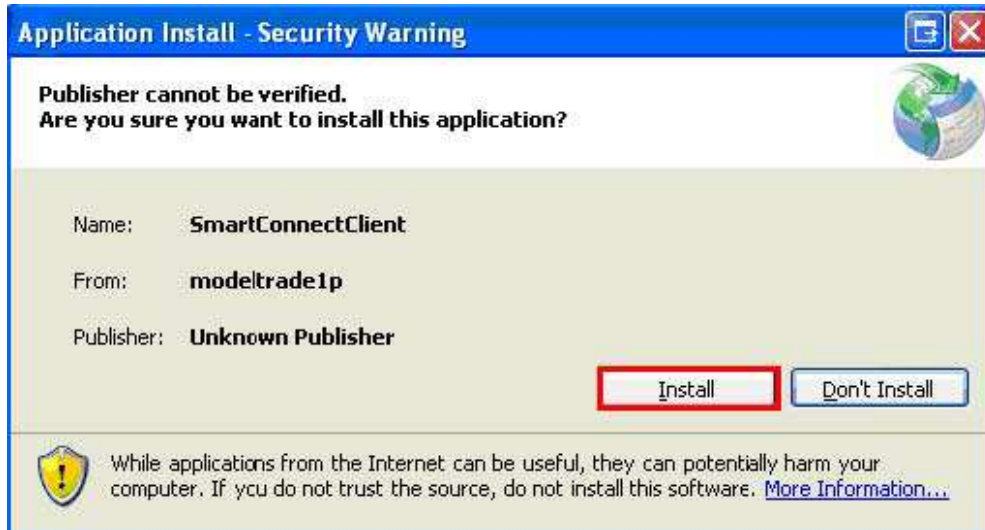 Application Install - Security Warning
Publisher cannot be verified.
Are you sure you want to install this application?
Name: SmartConnectClient
From: modeltrade1p
Publisher: Unknown Publisher
Install Don't Install
While applications from the Internet can be useful, they can potentially harm your
computer. If you do not trust the source, do not install this software. More Information...